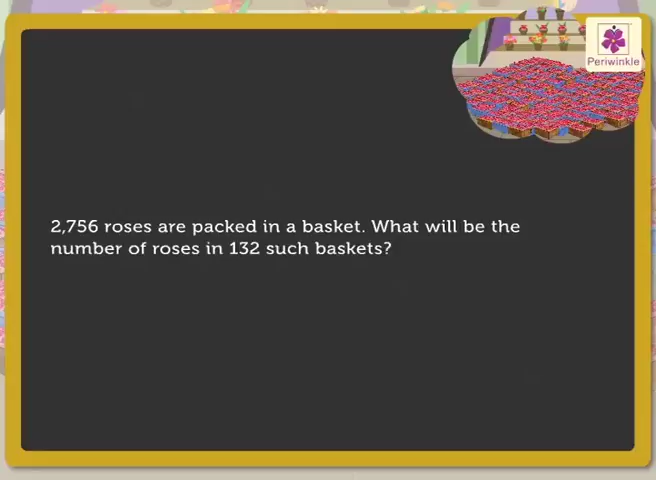 Periwinkle
2,756 roses are packed in a basket. What will be the
number of roses in 132 such baskets?